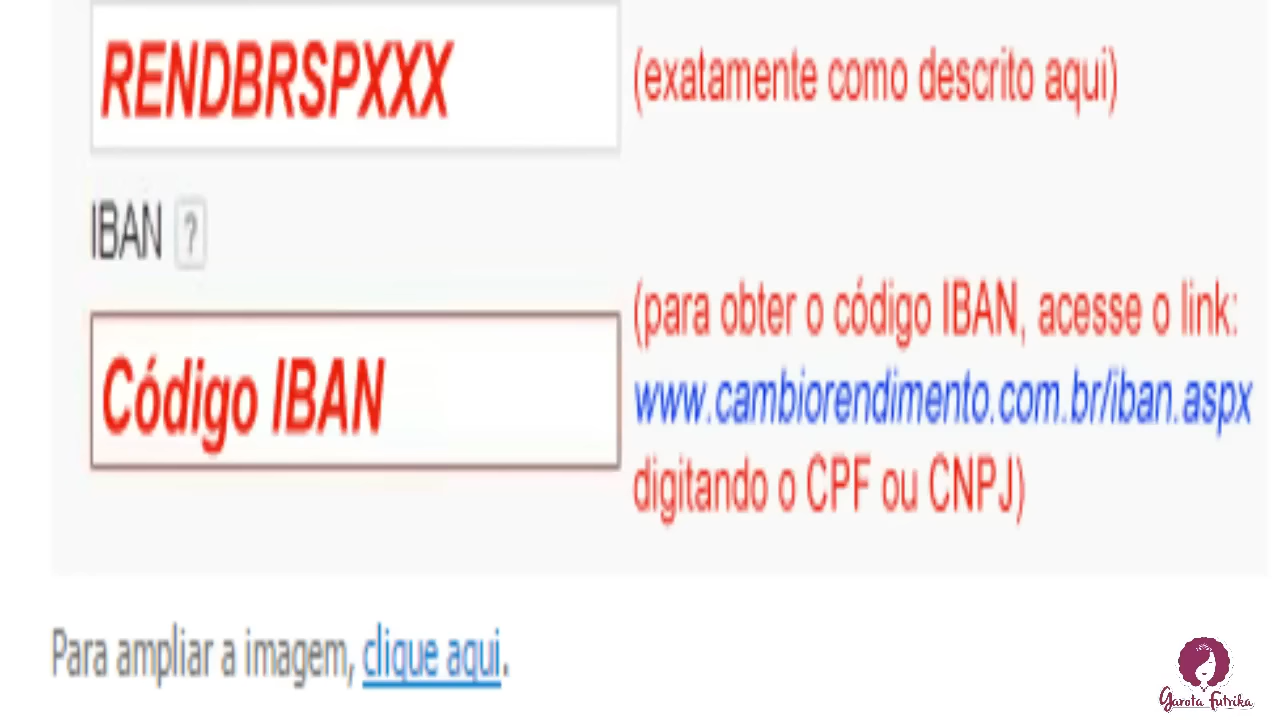 RENDBRSPXXX (exatamente como descrito aqui)
IBAN ?
(para obter o código IBAN, acesse o link:
Código IBAN www.cambiorendimento.com.br/iban.aspx
digitando o CPF ou CNPJ)
Para ampliar a imagem, clique aqui.
Garota Futrika